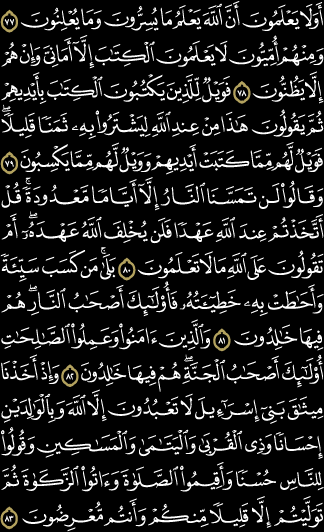 أَوَلَا يَعْلَمُونَ أَنَّ ٱللَّهَ يَعْلَمُ مَا يُسِرُّونَ وَمَا يُعْلِنُونَ ٧٧
وَمِنْهُمْ أُمِّيُّونَ لَا يَعْلَمُونَ ٱلْكِتَـٰبَ إِلَّآ أَمَانِىَّ وَإِنْ هُمْ
إِلَّا يَظُنُّونَ ٧٨ فَوَيْلٌ لِّلَّذِينَ يَكْتُبُونَ ٱلْكِتَـٰبَ بِأَيْدِيهِمْ
ثُمَّ يَقُولُونَ هَـٰذَا مِنْ عِندِ ٱللَّهِ لِيَشْتَرُوا۟ بِهِۦ ثَمَنًا قَلِيلًا ۖ
فَوَيْلٌ لَّهُم مِّمَّا كَتَبَتْ أَيْدِيهِمْ وَوَيْلٌ لَّهُم مِّمَّا يَكْسِبُونَ ٧٩
وَقَالُوا۟ لَن تَمَسَّنَا ٱلنَّارُ إِلَّآ أَيَّامًا مَّعْدُودَةً ۚ قُلْ
أَتَّخَذْتُمْ عِندَ ٱللَّهِ عَهْدًا فَلَن يُخْلِفَ ٱللَّهُ عَهْدَهُۥٓ ۖ أَمْ
تَقُولُونَ عَلَى ٱللَّهِ مَا لَا تَعْلَمُونَ ٨٠ بَلَىٰ مَن كَسَبَ سَيِّئَةً
وَأَحَـٰطَتْ بِهِۦ خَطِيٓـَٔتُهُۥ فَأُو۟لَـٰٓئِكَ أَصْحَـٰبُ ٱلنَّارِ ۖ هُمْ
فِيهَا خَـٰلِدُونَ ٨١ وَٱلَّذِينَ ءَامَنُوا۟ وَعَمِلُوا۟ ٱلصَّـٰلِحَـٰتِ
أُو۟لَـٰٓئِكَ أَصْحَـٰبُ ٱلْجَنَّةِ ۖ هُمْ فِيهَا خَـٰلِدُونَ ٨٢ وَإِذْ أَخَذْنَا
مِيثَـٰقَ بَنِىٓ إِسْرَٰٓءِيلَ لَا تَعْبُدُونَ إِلَّا ٱللَّهَ وَبِٱلْوَٰلِدَيْنِ
إِحْسَانًا وَذِى ٱلْقُرْبَىٰ وَٱلْيَتَـٰمَىٰ وَٱلْمَسَـٰكِينِ وَقُولُوا۟
لِلنَّاسِ حُسْنًا وَأَقِيمُوا۟ ٱلصَّلَوٰةَ وَءَاتُوا۟ ٱلزَّكَوٰةَ ثُمَّ
تَوَلَّيْتُمْ إِلَّا قَلِيلًا مِّنكُمْ وَأَنتُم مُّعْرِضُونَ ٨٣